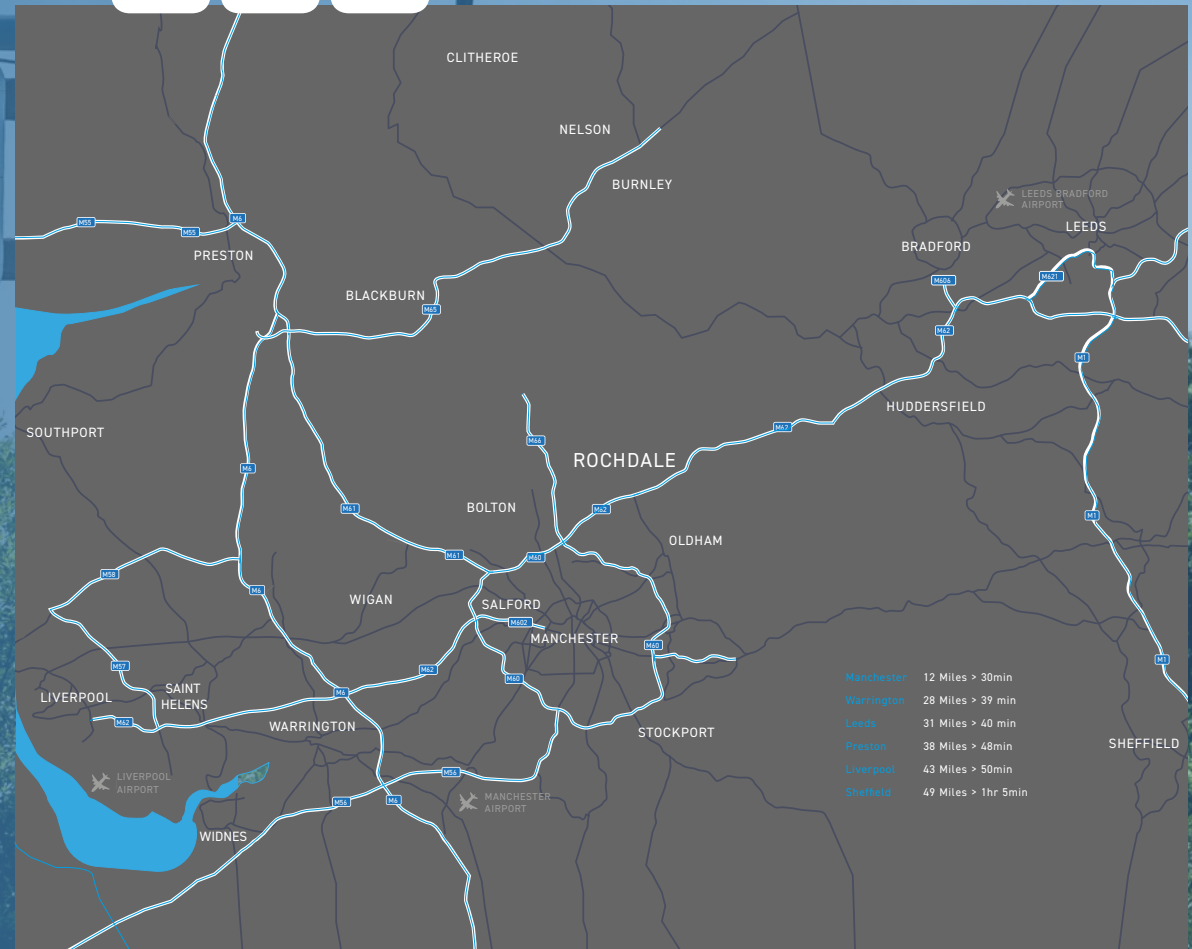 CLITHEROE
NELSON
BURNLEY
LEEDS BRADFORD
AIRPORT
M6
M55
M55
LEEDS
BRADFORD
PRESTON
M621
M606
BLACKBURN
M65
M62
M1
HUDDERSFIELD
SOUTHPORT
M67
M66
ROCHDALE
M6
BOLTON
M61
M62
M1
OLDHAM
M61
M60
M58
M6
WIGAN
SALFORD
M602
MANCHESTER
M60
M57
M62
M1
M60
Manchester 12 Miles > 30min
SAINT
HELENS
LIVERPOOL
M6
Warrington 28 Miles > 39 min
M62
WARRINGTON
Leeds 31 Miles > 40 min
STOCKPORT
SHEFFIELD
Preston 38 Miles > 48min
M56
Liverpool 43 Miles > 50min
LIVERPOOL
AIRPORT
Sheffield 49 Miles > 1hr 5min
MANCHESTER
AIRPORT
M56
M6
WIDNES